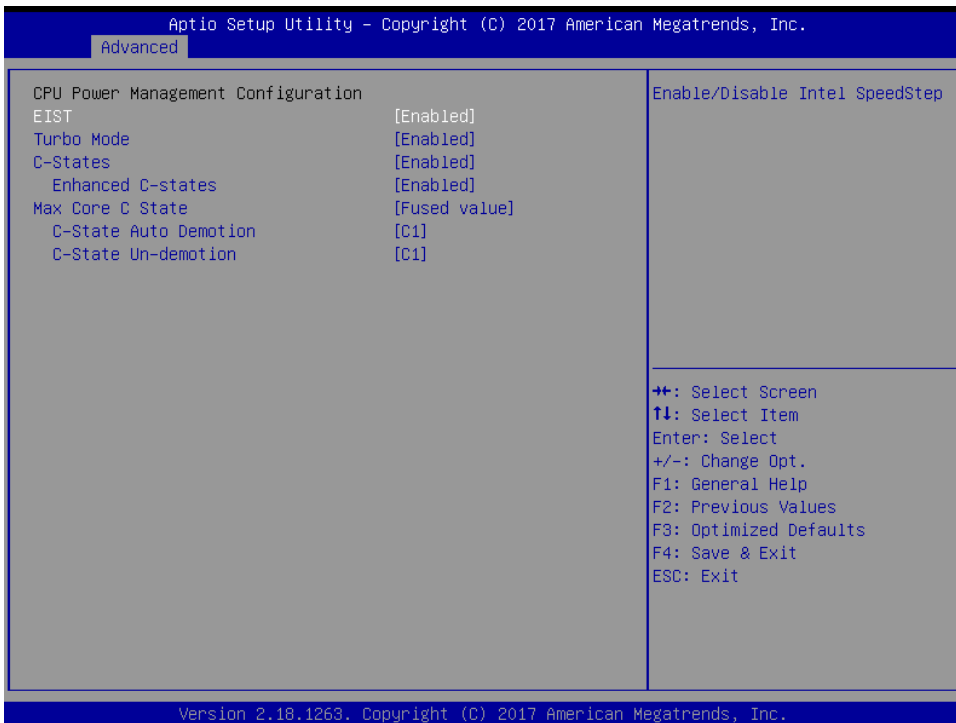 Aptio Setup Utility – Copyright (C) 2017 American Megatrends, Inc.
Advanced
CPU Power Management Configuration
EIST [Enabled]
Turbo Mode [Enabled]
C-States [Enabled]
Enhanced C-states [Enabled]
Max Core C State [Fused value]
C-State Auto Demotion [C1]
C-State Un-demotion [C1]
Enable/Disable Intel SpeedStep
→←: Select Screen
↑↓: Select Item
Enter: Select
+/-: Change Opt.
F1: General Help
F2: Previous Values
F3: Optimized Defaults
F4: Save & Exit
ESC: Exit
Version 2.18.1263. Copyright (C) 2017 American Megatrends, Inc.